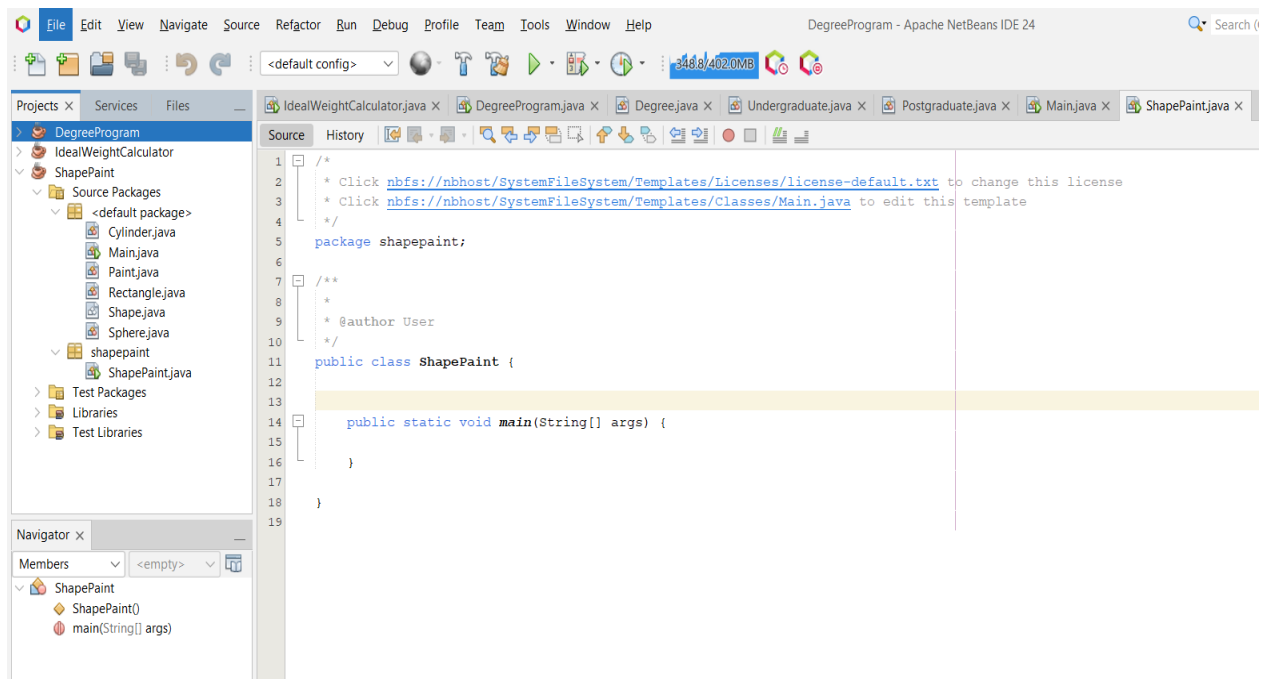 File Edit View Navigate Source Refactor Run Debug Profile Team Tools Window Help DegreeProgram - Apache NetBeans IDE 24 Search (
<default config> 348.8/402.0MB
Projects Services Files
IdealWeightCalculator.java DegreeProgram.java Degree.java Undergraduate.java Postgraduate.java Main.java ShapePaint.java
DegreeProgram
IdealWeightCalculator
ShapePaint
Source Packages
<default package>
Cylinder.java
Main.java
Paint.java
Rectangle.java
Shape.java
Sphere.java
shapepaint
ShapePaint.java
Test Packages
Libraries
Test Libraries
Source History
1 /*
2 * Click nbfs://nbhost/SystemFileSystem/Templates/Licenses/license-default.txt to change this license
3 * Click nbfs://nbhost/SystemFileSystem/Templates/Classes/Main.java to edit this template
4 */
5 package shapepaint;
6
7 /**
8 *
9 * @author User
10 */
11 public class ShapePaint {
12
13
14 public static void main(String[] args) {
15
16 }
17
18 }
19
Navigator
Members <empty>
ShapePaint
ShapePaint()
main(String[] args)